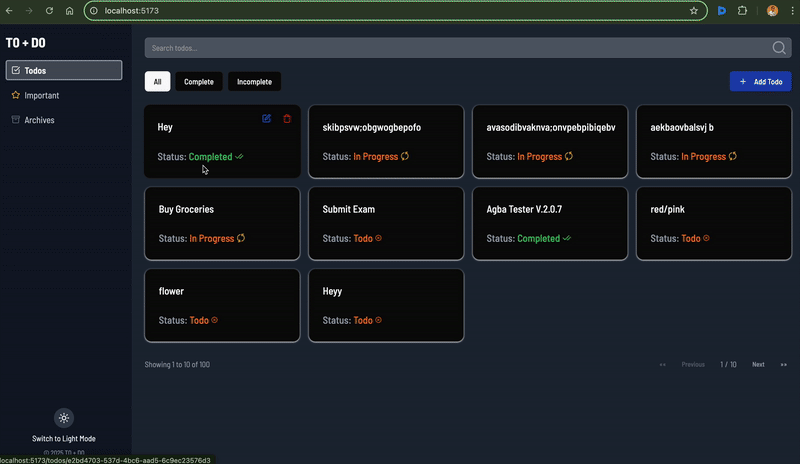 localhost:5173
TO + DO
Todos
Important
Archives
Search todos...
All
Complete
Incomplete
Add Todo
Hey
Status: Completed
skibpsvw;obgwogbepofo
Status: In Progress
avasodibvaknva;onvpebpibiqebv
Status: In Progress
aekbaovbalsvj b
Status: In Progress
Buy Groceries
Status: In Progress
Submit Exam
Status: Todo
Agba Tester V.2.0.7
Status: Completed
red/pink
Status: Todo
flower
Status: Todo
Heyy
Status: Todo
Showing 1 to 10 of 100
Previous
1 / 10
Next
Switch to Light Mode
© 2025 TO + DO
localhost:5173/todos/e2bd4703-537d-4bc6-aad5-6c9ec23576d3